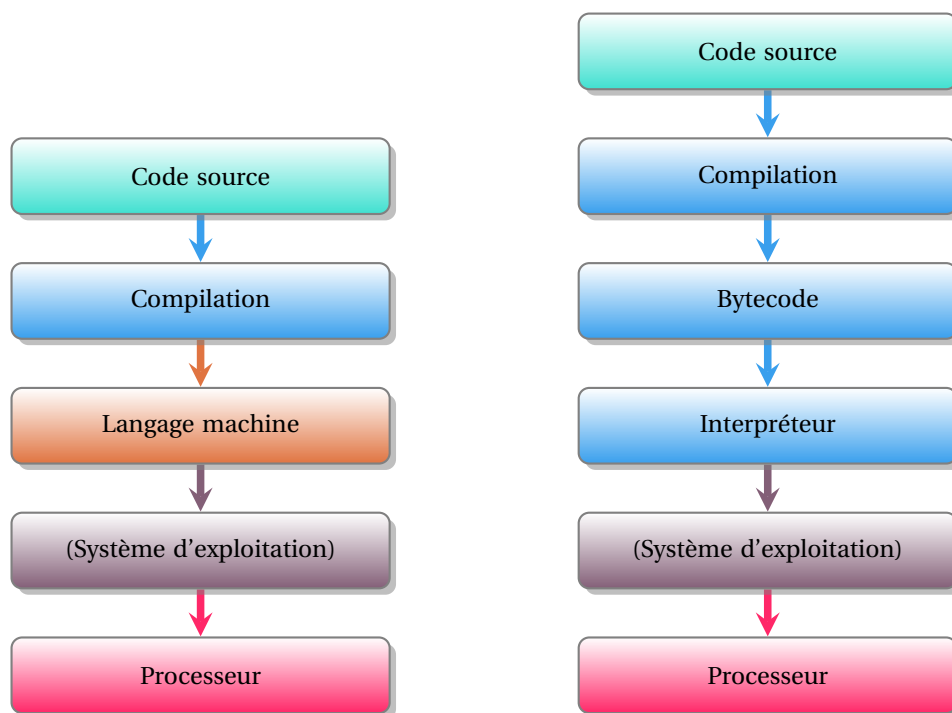 Code source
Compilation
Langage machine
(Système d'exploitation)
Processeur
Code source
Compilation
Bytecode
Interpréteur
(Système d'exploitation)
Processeur